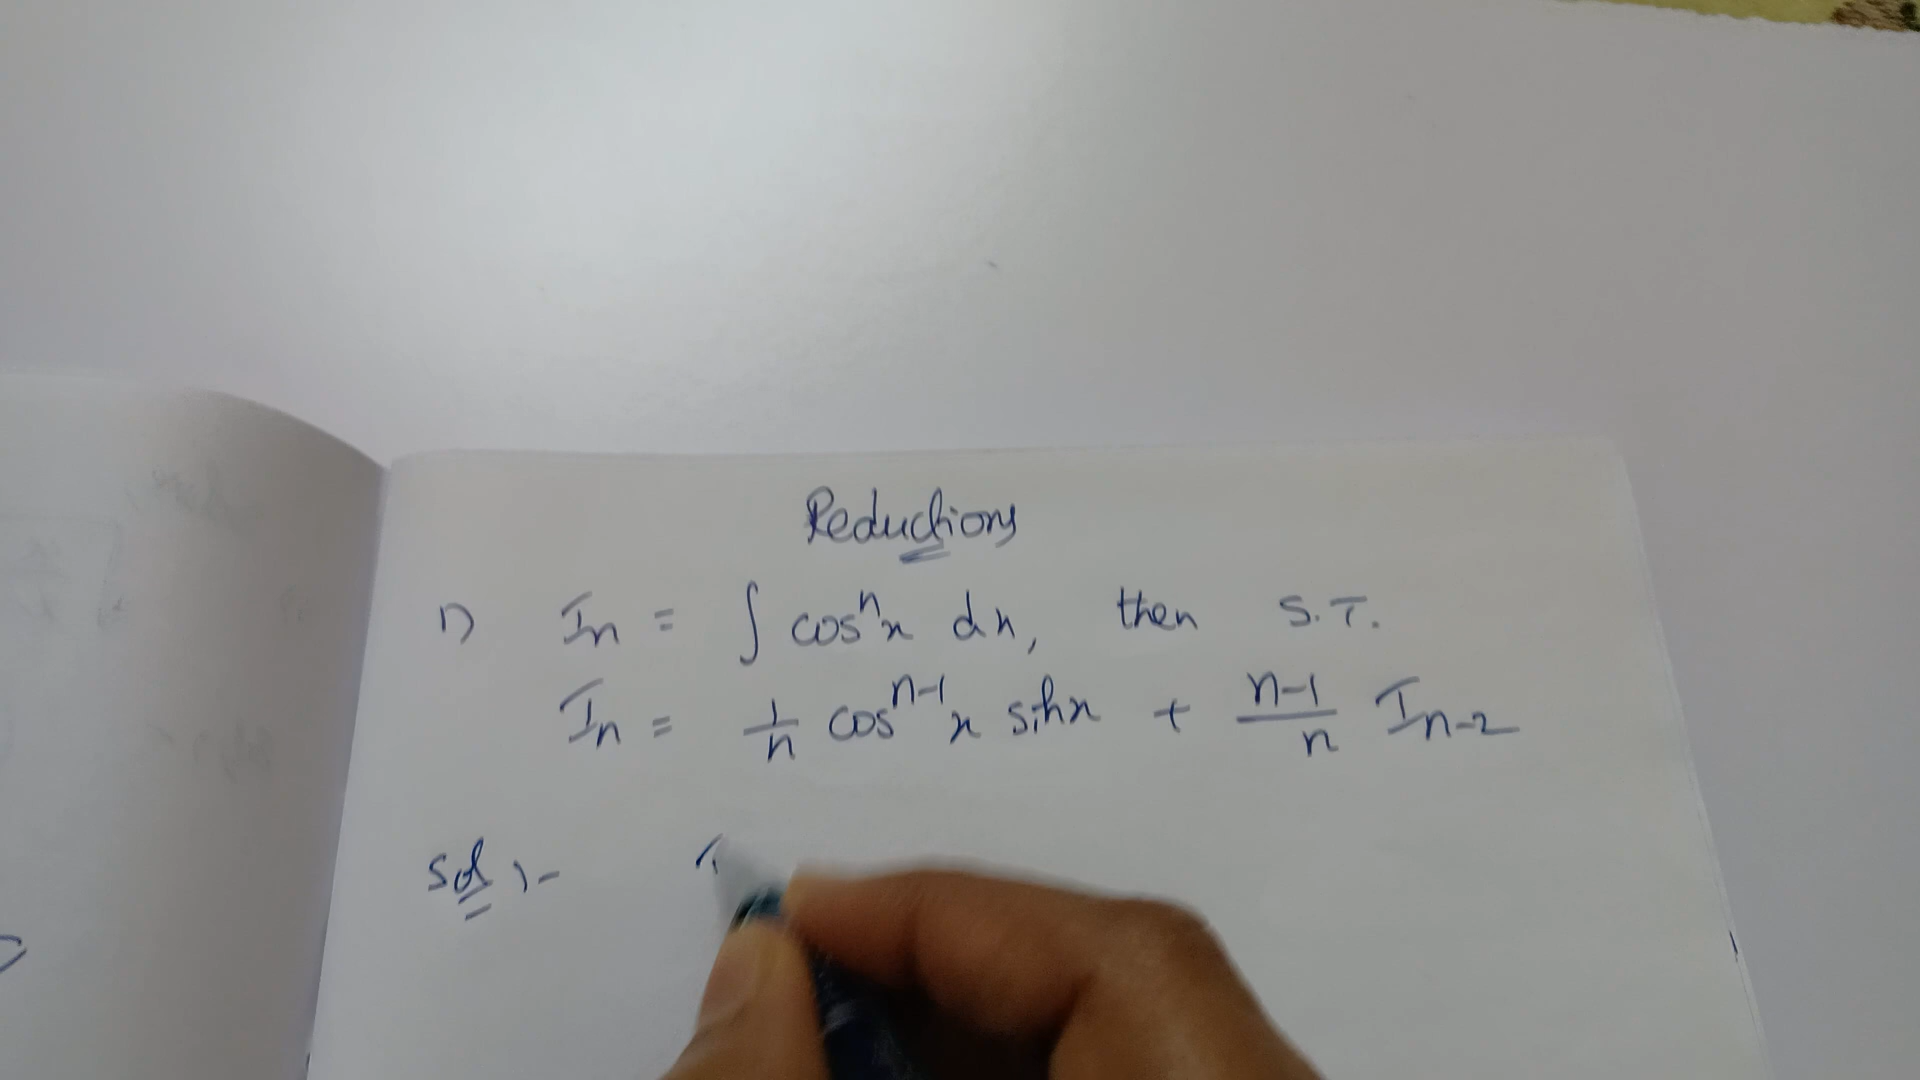 Reductions
1) Iₙ = ∫ cosⁿx dx, then S.T.
Iₙ = 1/n cosⁿ⁻¹x sinx + (n-1)/n Iₙ₋₂
Sol :-